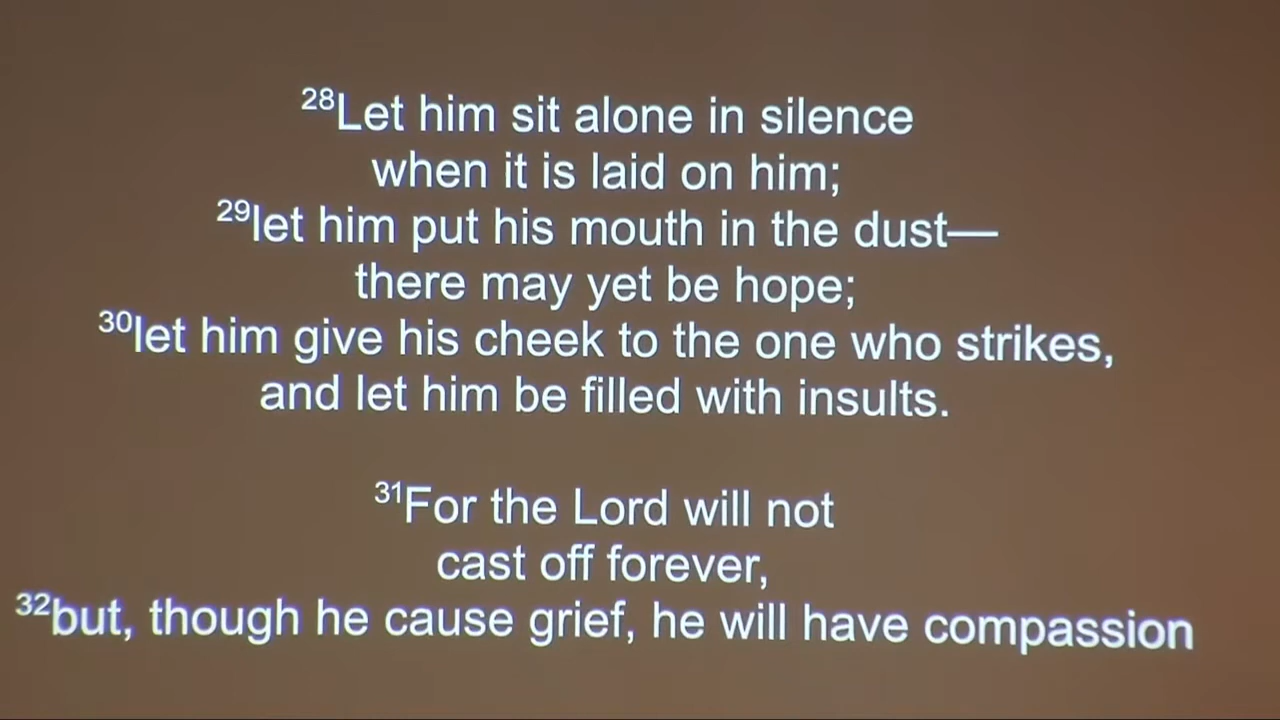 28Let him sit alone in silence
when it is laid on him;
29let him put his mouth in the dust—
there may yet be hope;
30let him give his cheek to the one who strikes,
and let him be filled with insults.
31For the Lord will not
cast off forever,
32but, though he cause grief, he will have compassion